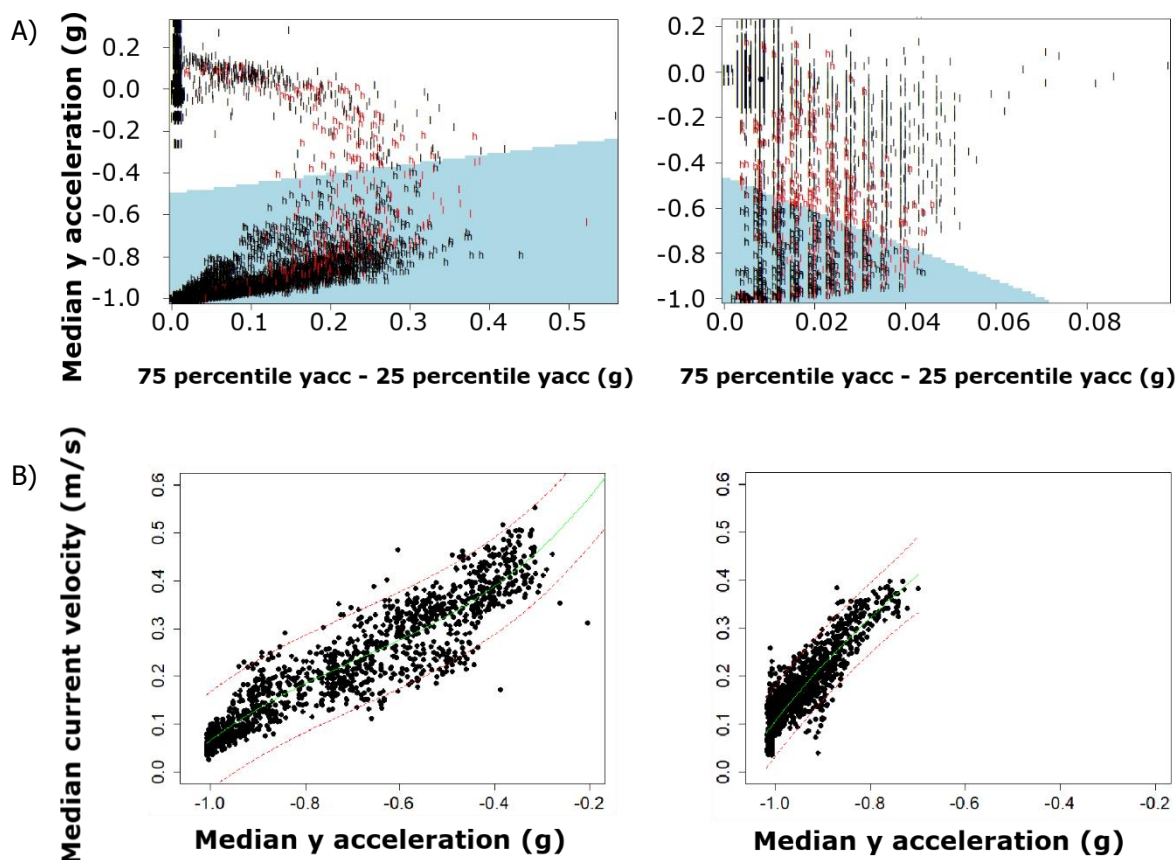 A)
Median y acceleration (g)
0.2
0.0
-0.2
-0.4
-0.6
-0.8
-1.0
0.0 0.1 0.2 0.3 0.4 0.5
75 percentile yacc - 25 percentile yacc (g)
0.2
0.0
-0.2
-0.4
-0.6
-0.8
-1.0
0.00 0.02 0.04 0.06 0.08
75 percentile yacc - 25 percentile yacc (g)
B)
Median current velocity (m/s)
0.6
0.5
0.4
0.3
0.2
0.1
0.0
-1.0 -0.8 -0.6 -0.4 -0.2
Median y acceleration (g)
0.6
0.5
0.4
0.3
0.2
0.1
0.0
-1.0 -0.8 -0.6 -0.4 -0.2
Median y acceleration (g)